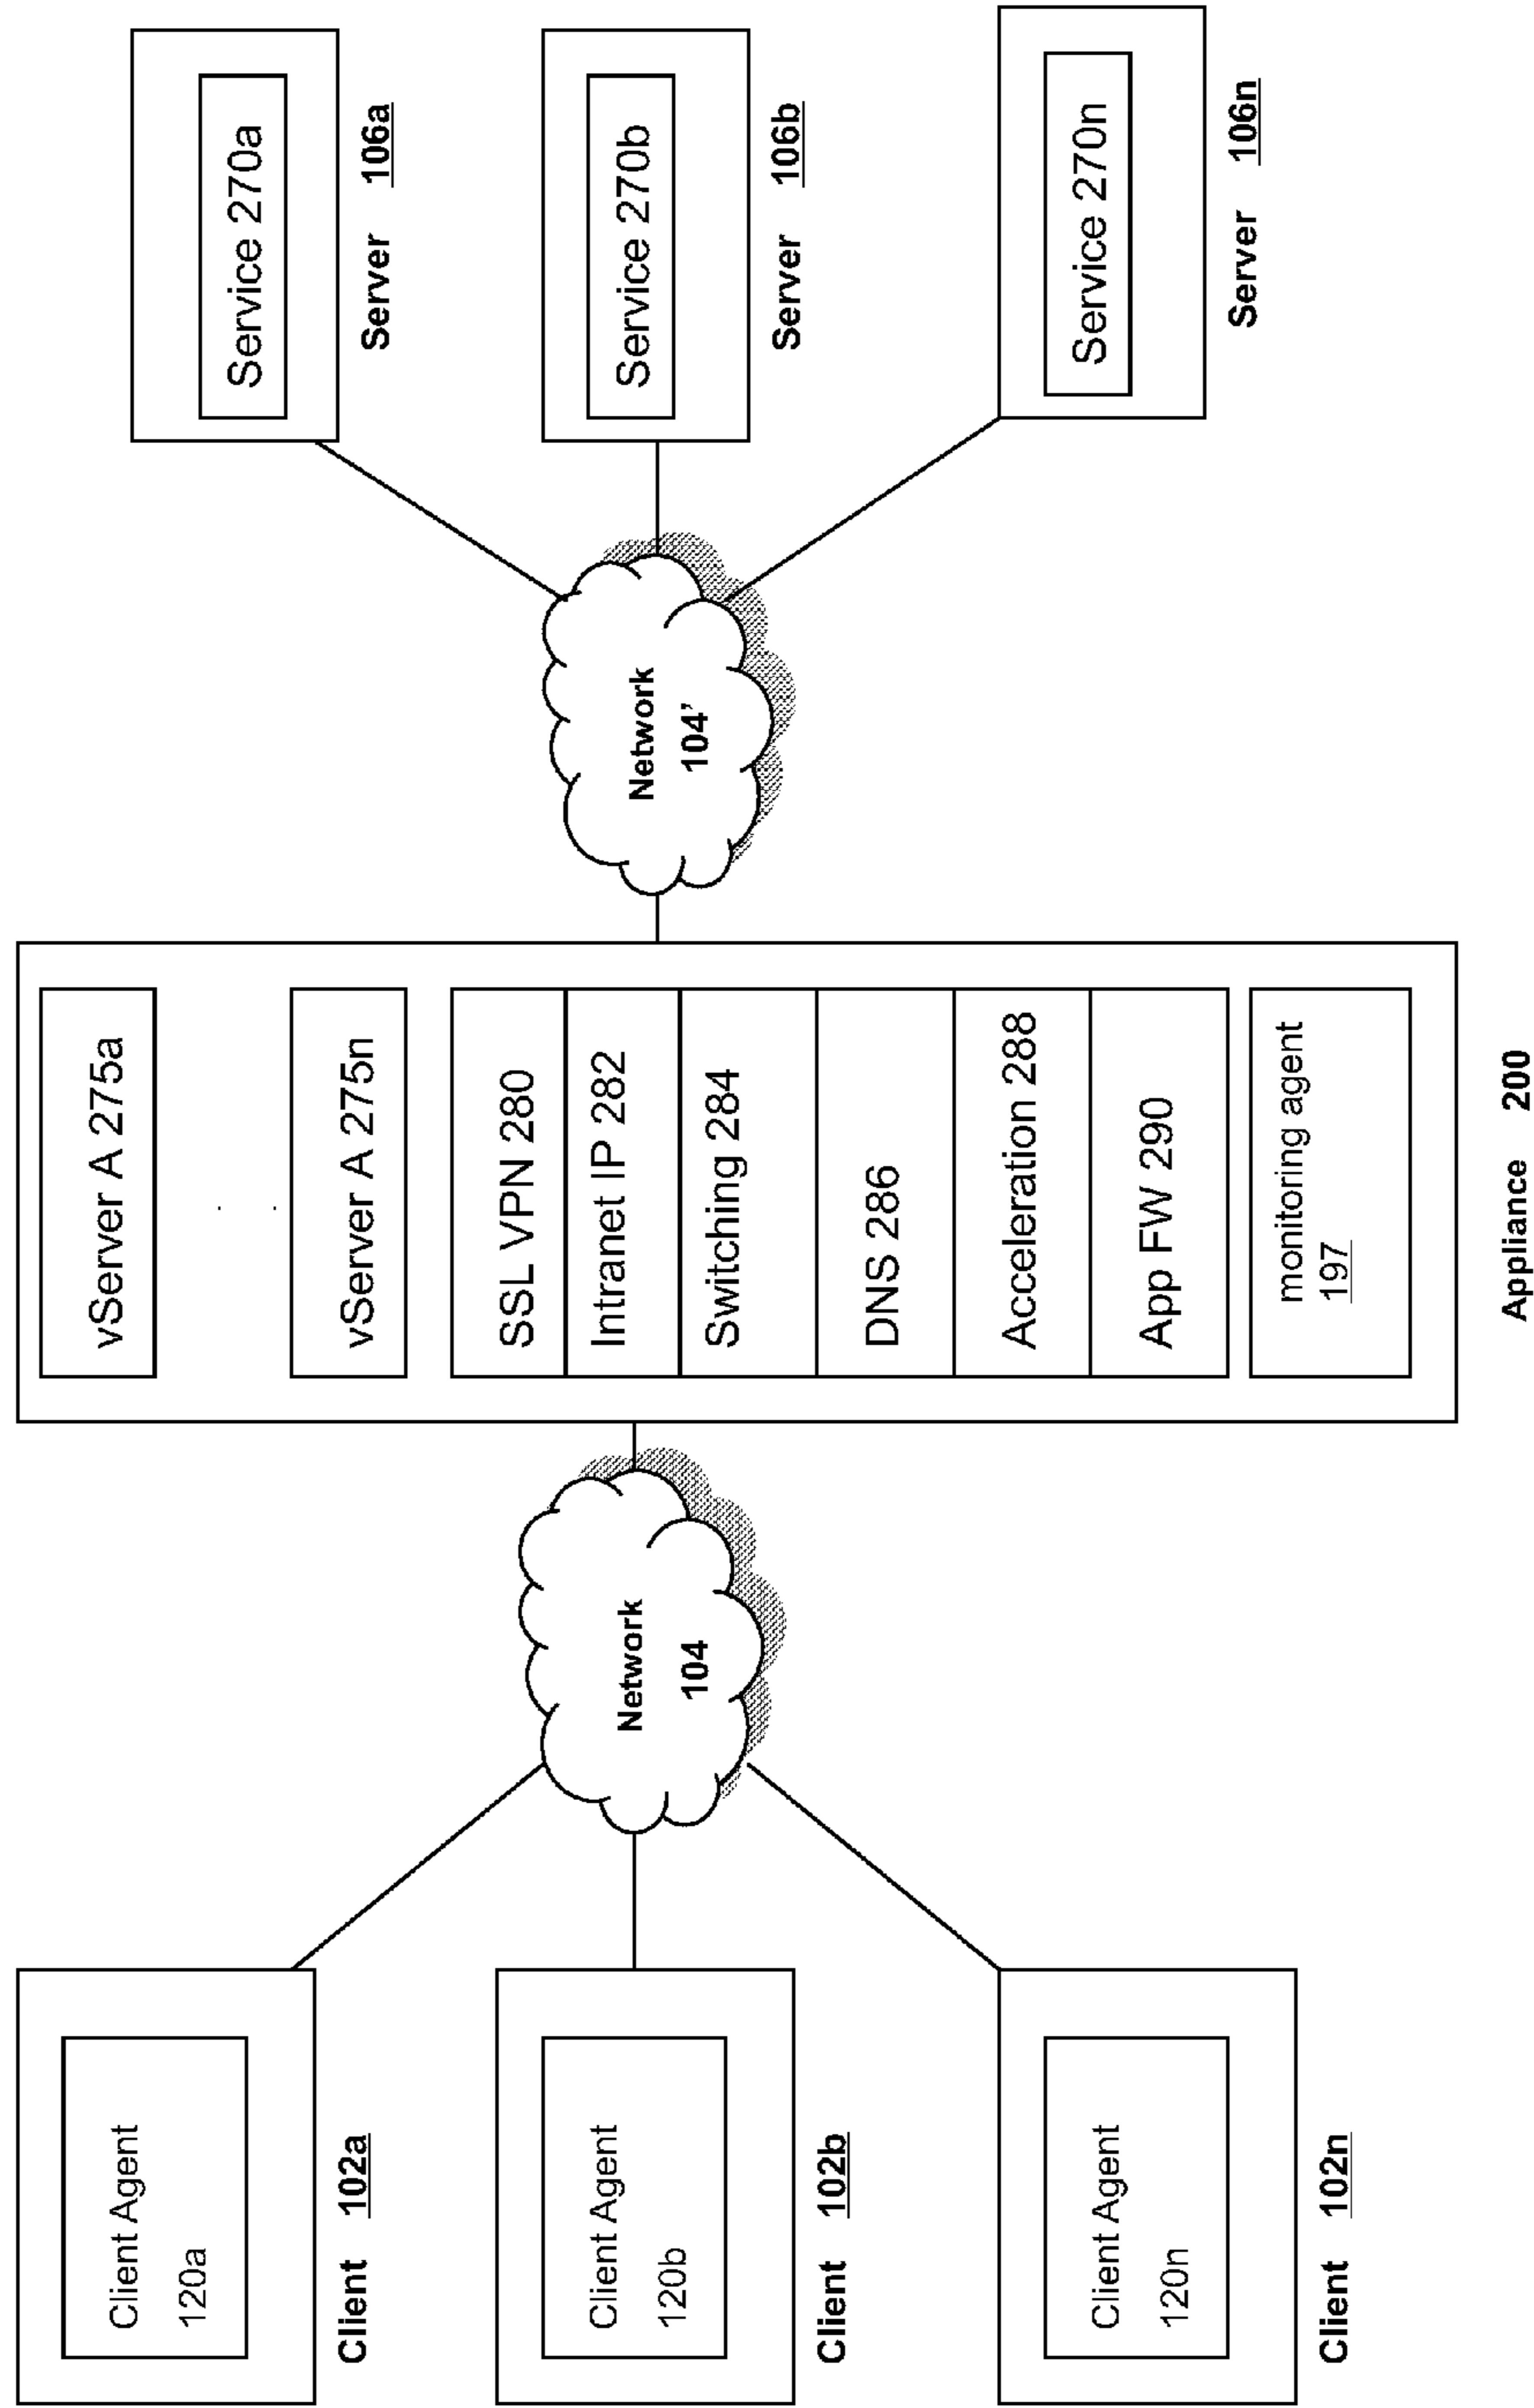 Client Agent
120a
Client 102a
Client Agent
120b
Client 102b
Client Agent
120n
Client 102n
Network
104
vServer A 275a
vServer A 275n
SSL VPN 280
Intranet IP 282
Switching 284
DNS 286
Acceleration 288
App FW 290
monitoring agent
197
Appliance 200
Network
104’
Service 270a
Server 106a
Service 270b
Server 106b
Service 270n
Server 106n